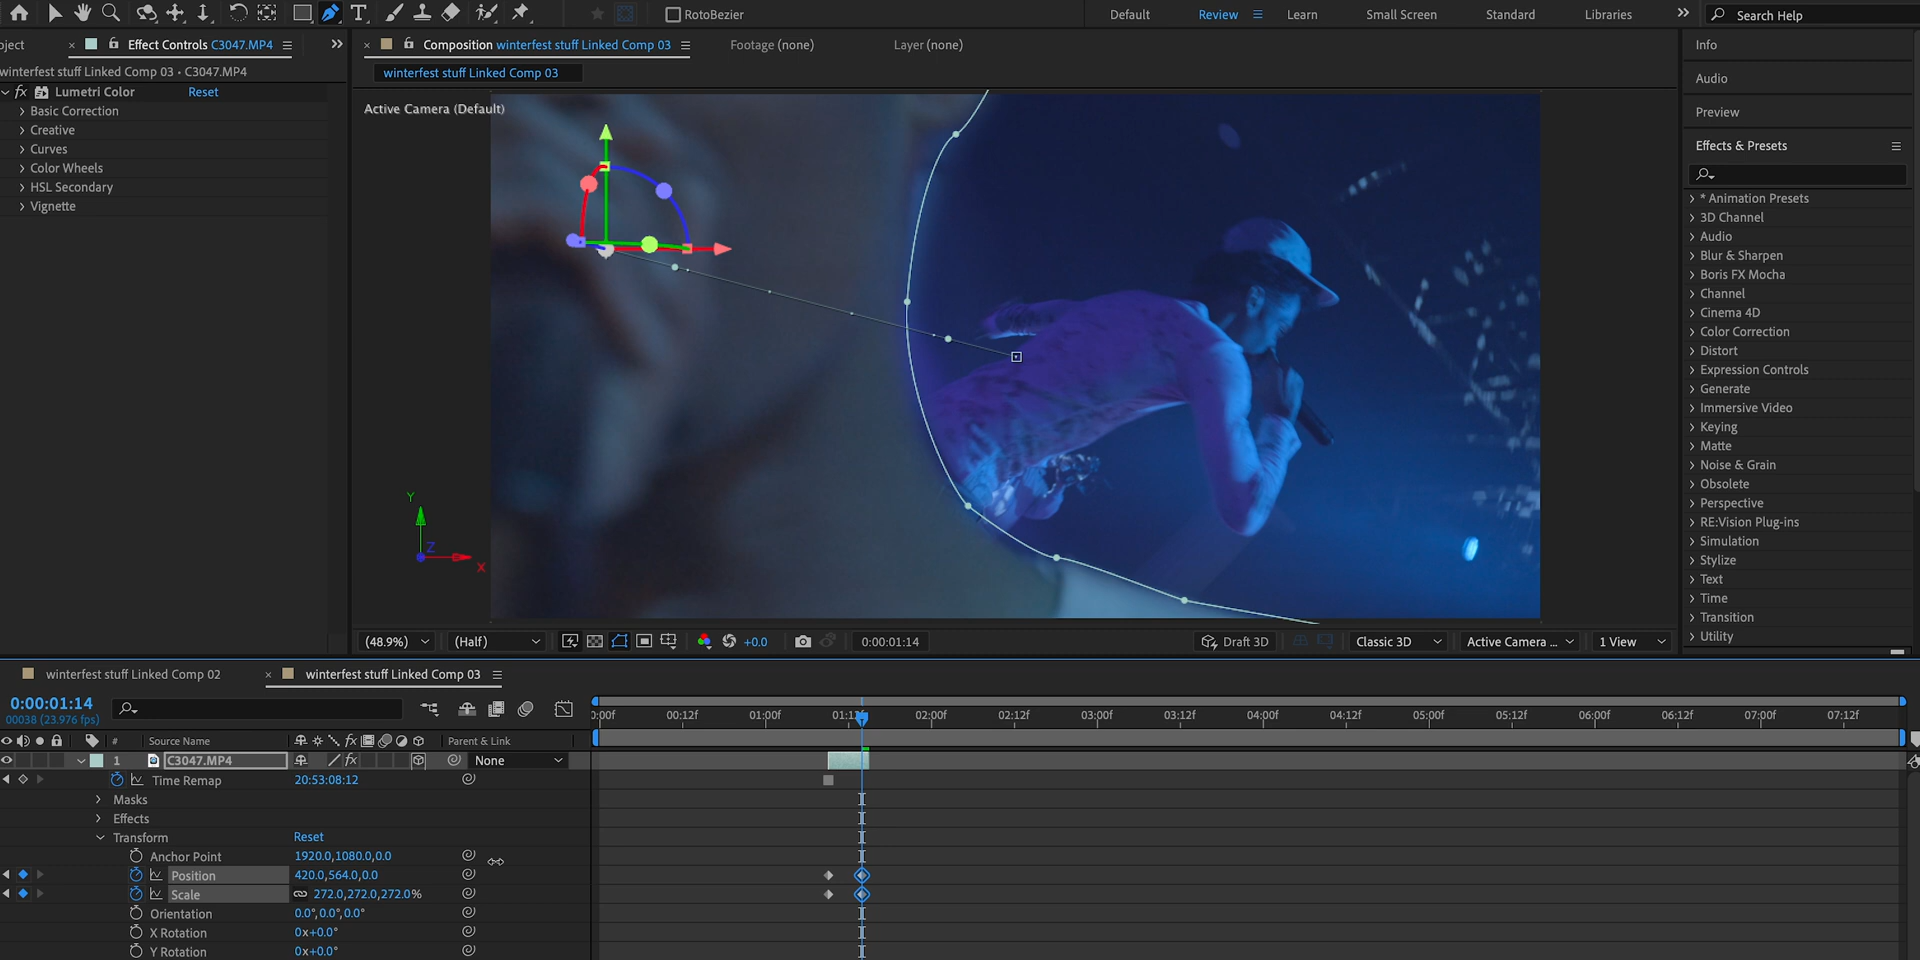 RotoBezier
Default
Review
Learn
Small Screen
Standard
Libraries
Search Help
oject
Effect Controls C3047.MP4
Composition winterfest stuff Linked Comp 03
Footage (none)
Layer (none)
Info
winterfest stuff Linked Comp 03 • C3047.MP4
winterfest stuff Linked Comp 03
Audio
fx Lumetri Color
Reset
Active Camera (Default)
Preview
Basic Correction
Creative
Curves
Color Wheels
HSL Secondary
Vignette
Effects & Presets
* Animation Presets
3D Channel
Audio
Blur & Sharpen
Boris FX Mocha
Channel
Cinema 4D
Color Correction
Distort
Expression Controls
Generate
Immersive Video
Keying
Matte
Noise & Grain
Obsolete
Perspective
RE:Vision Plug-ins
Simulation
Stylize
Text
Time
Transition
Utility
Y
Z
X
(48.9%)
(Half)
+0.0
0:00:01:14
Draft 3D
Classic 3D
Active Camera ...
1 View
winterfest stuff Linked Comp 02
winterfest stuff Linked Comp 03
0:00:01:14
00038 (23.976 fps)
0:00f
00:12f
01:00f
01:12f
02:00f
02:12f
03:00f
03:12f
04:00f
04:12f
05:00f
05:12f
06:00f
06:12f
07:00f
07:12f
#
Source Name
fx
Parent & Link
1
C3047.MP4
fx
None
Time Remap
20:53:08:12
Masks
Effects
Transform
Reset
Anchor Point
1920.0,1080.0,0.0
Position
420.0,564.0,0.0
Scale
272.0,272.0,272.0%
Orientation
0.0°,0.0°,0.0°
X Rotation
0x+0.0°
Y Rotation
0x+0.0°